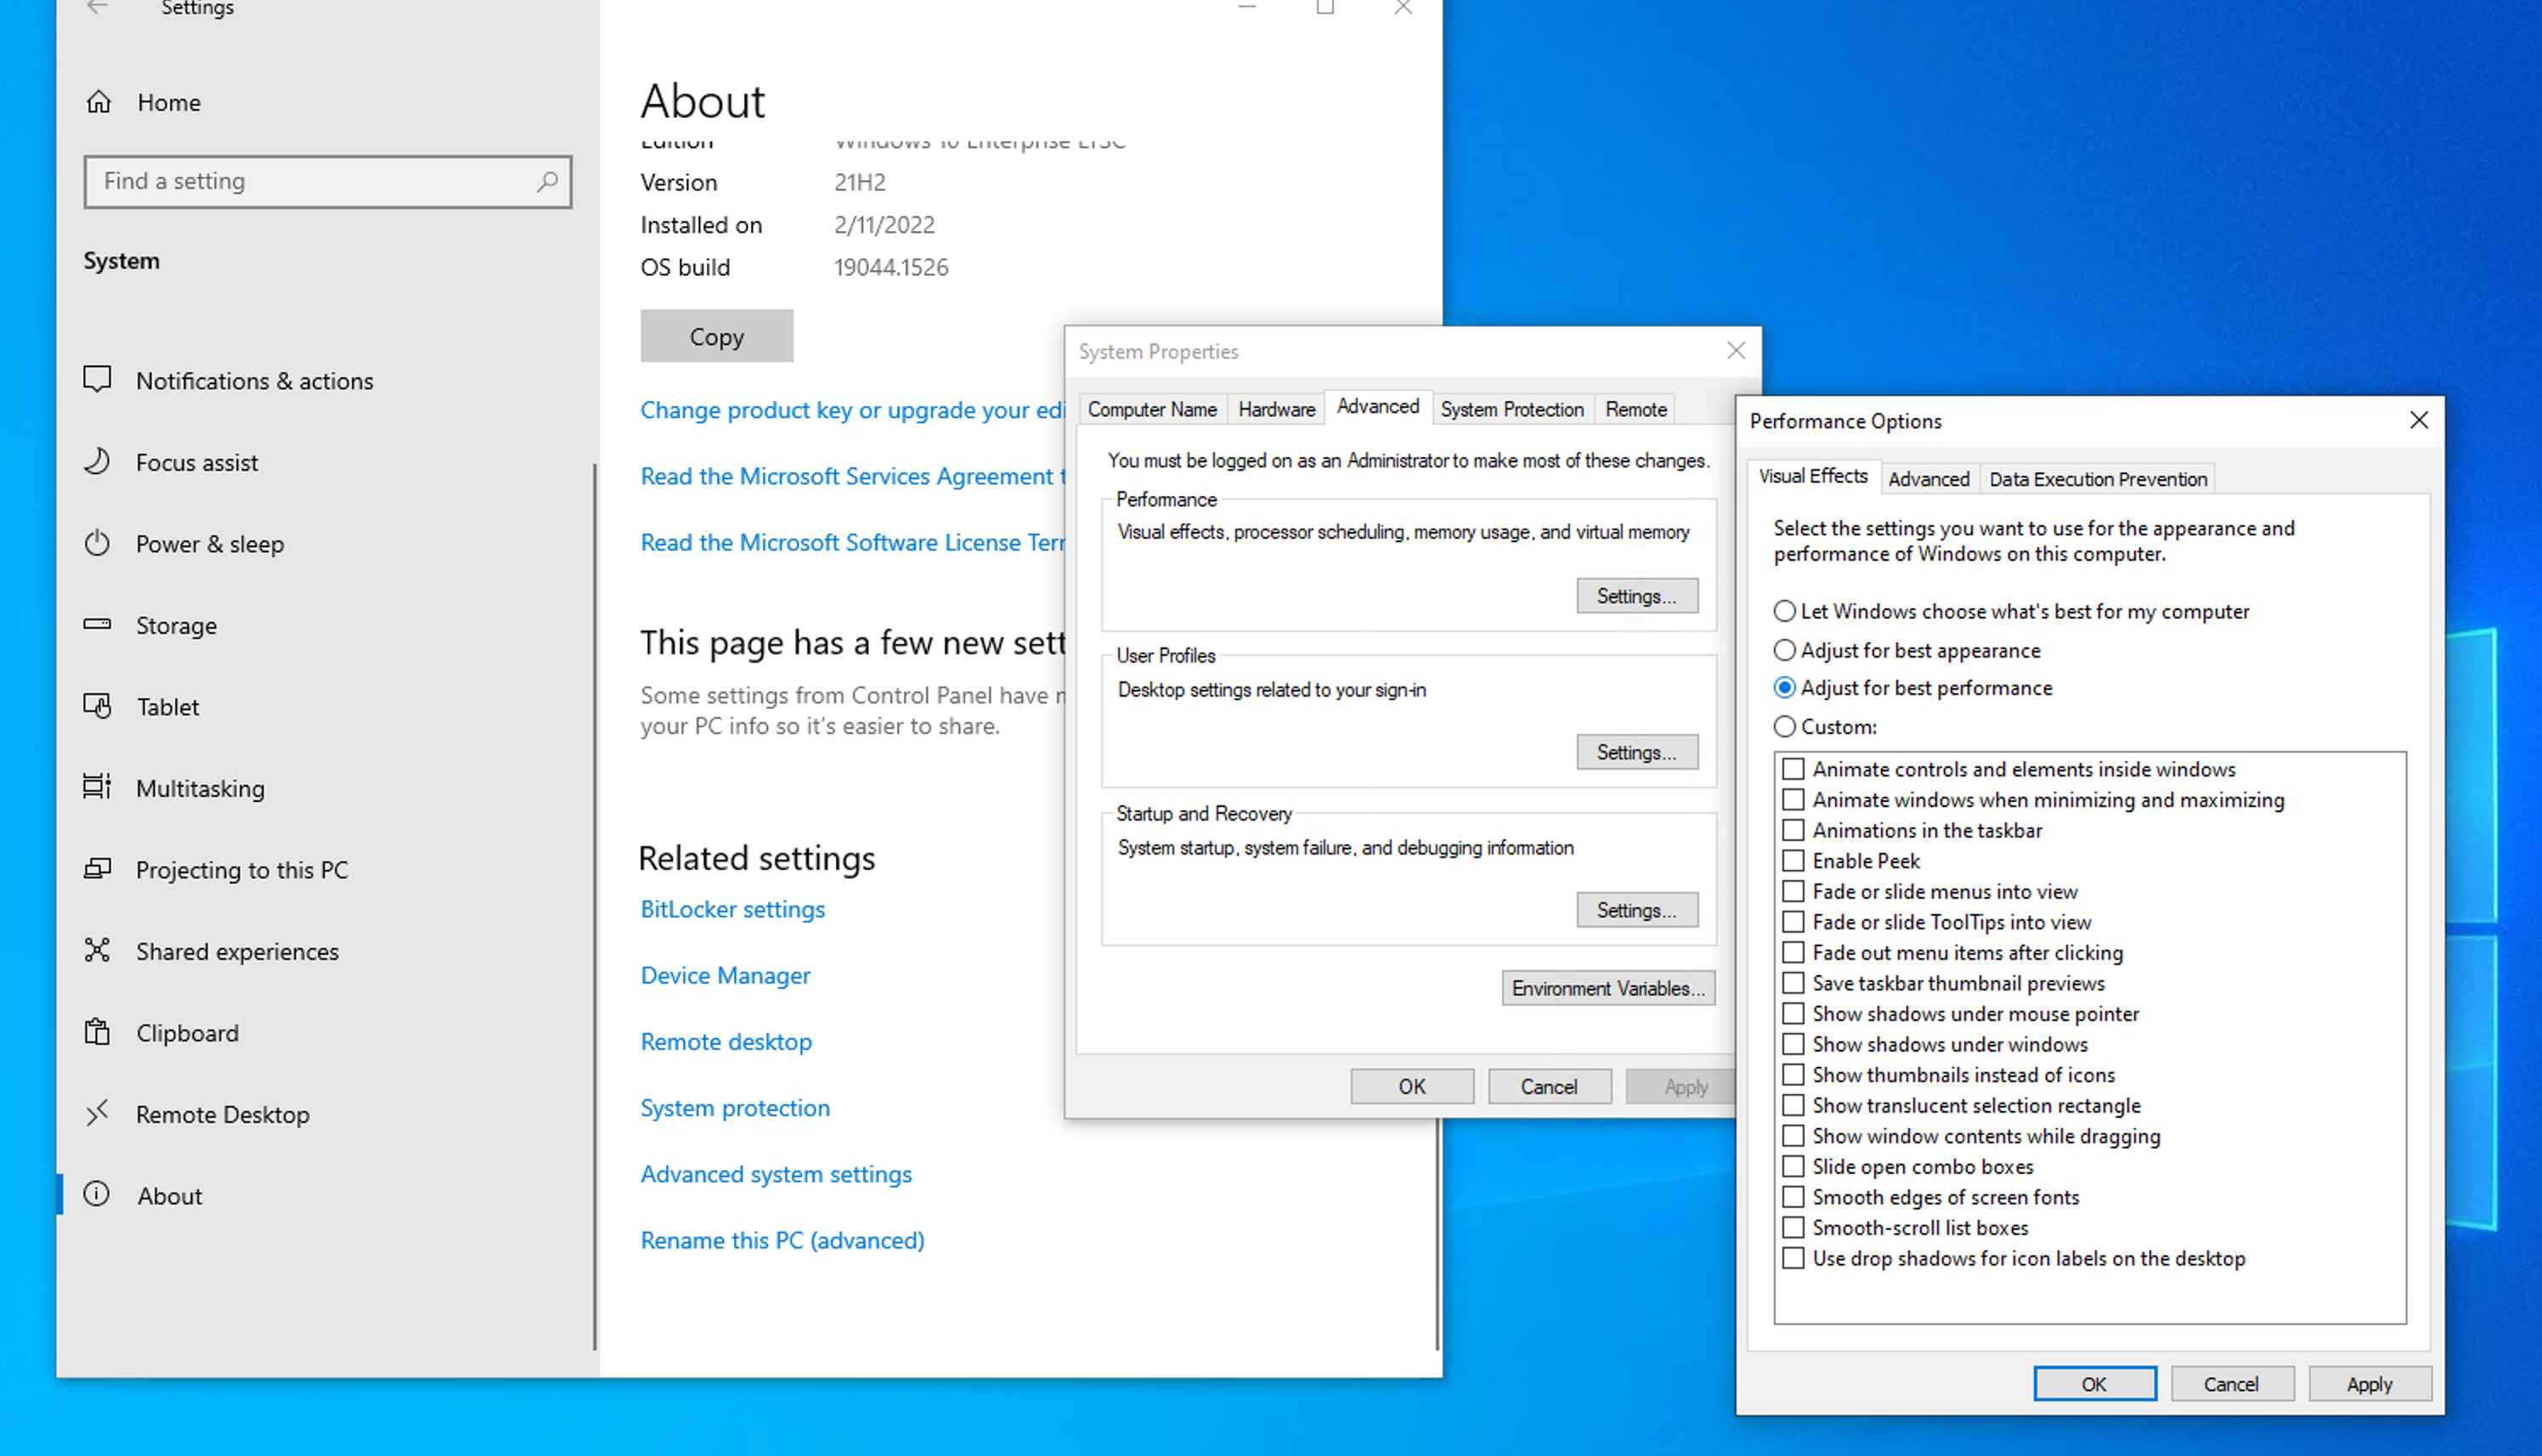 Settings
Home
Find a setting
System
Notifications & actions
Focus assist
Power & sleep
Storage
Tablet
Multitasking
Projecting to this PC
Shared experiences
Clipboard
Remote Desktop
About
About
Edition Windows 10 Enterprise LTSC
Version 21H2
Installed on 2/11/2022
OS build 19044.1526
Copy
Change product key or upgrade your edi
Read the Microsoft Services Agreement t
Read the Microsoft Software License Terr
This page has a few new sett
Some settings from Control Panel have r
your PC info so it's easier to share.
Related settings
BitLocker settings
Device Manager
Remote desktop
System protection
Advanced system settings
Rename this PC (advanced)
System Properties
Computer Name Hardware Advanced System Protection Remote
You must be logged on as an Administrator to make most of these changes.
Performance
Visual effects, processor scheduling, memory usage, and virtual memory
Settings...
User Profiles
Desktop settings related to your sign-in
Settings...
Startup and Recovery
System startup, system failure, and debugging information
Settings...
Environment Variables...
OK Cancel Apply
Performance Options
Visual Effects Advanced Data Execution Prevention
Select the settings you want to use for the appearance and
performance of Windows on this computer.
Let Windows choose what's best for my computer
Adjust for best appearance
Adjust for best performance
Custom:
Animate controls and elements inside windows
Animate windows when minimizing and maximizing
Animations in the taskbar
Enable Peek
Fade or slide menus into view
Fade or slide ToolTips into view
Fade out menu items after clicking
Save taskbar thumbnail previews
Show shadows under mouse pointer
Show shadows under windows
Show thumbnails instead of icons
Show translucent selection rectangle
Show window contents while dragging
Slide open combo boxes
Smooth edges of screen fonts
Smooth-scroll list boxes
Use drop shadows for icon labels on the desktop
OK Cancel Apply